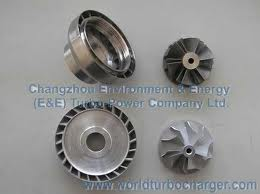 Changzhou Environment & Energy
(E&E) Turbo Power Company Ltd.
www.worldturbocharger.com